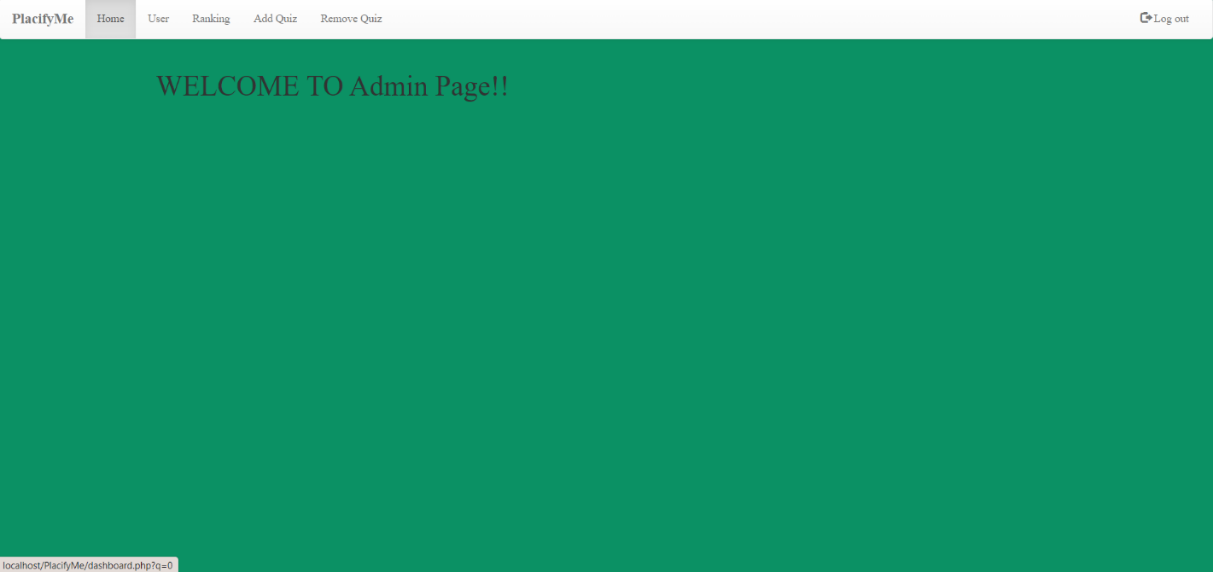 PlacifyMe Home User Ranking Add Quiz Remove Quiz Log out
WELCOME TO Admin Page!!
localhost/PlacifyMe/dashboard.php?q=0